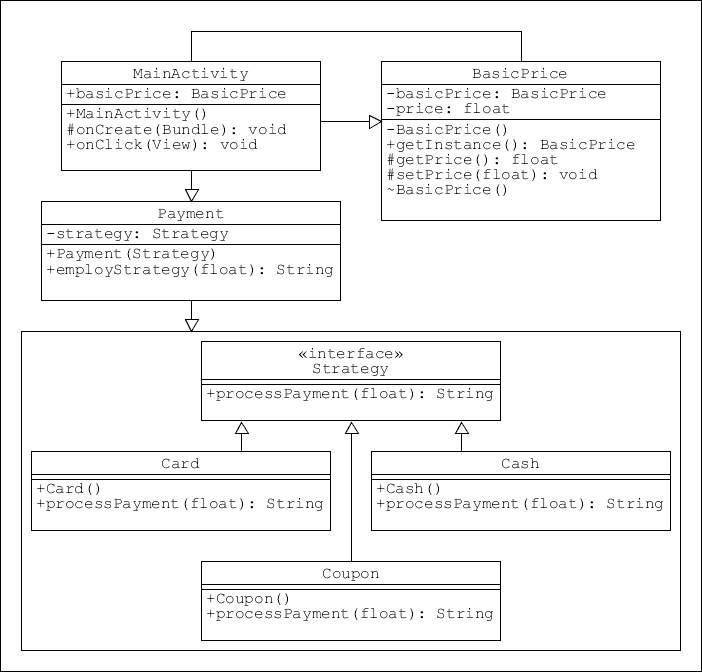 MainActivity
+basicPrice: BasicPrice
+MainActivity()
#onCreate(Bundle): void
+onClick(View): void
BasicPrice
-basicPrice: BasicPrice
-price: float
-BasicPrice()
+getInstance(): BasicPrice
#getPrice(): float
#setPrice(float): void
~BasicPrice()
Payment
-strategy: Strategy
+Payment(Strategy)
+employStrategy(float): String
«interface»
Strategy
+processPayment(float): String
Card
+Card()
+processPayment(float): String
Cash
+Cash()
+processPayment(float): String
Coupon
+Coupon()
+processPayment(float): String